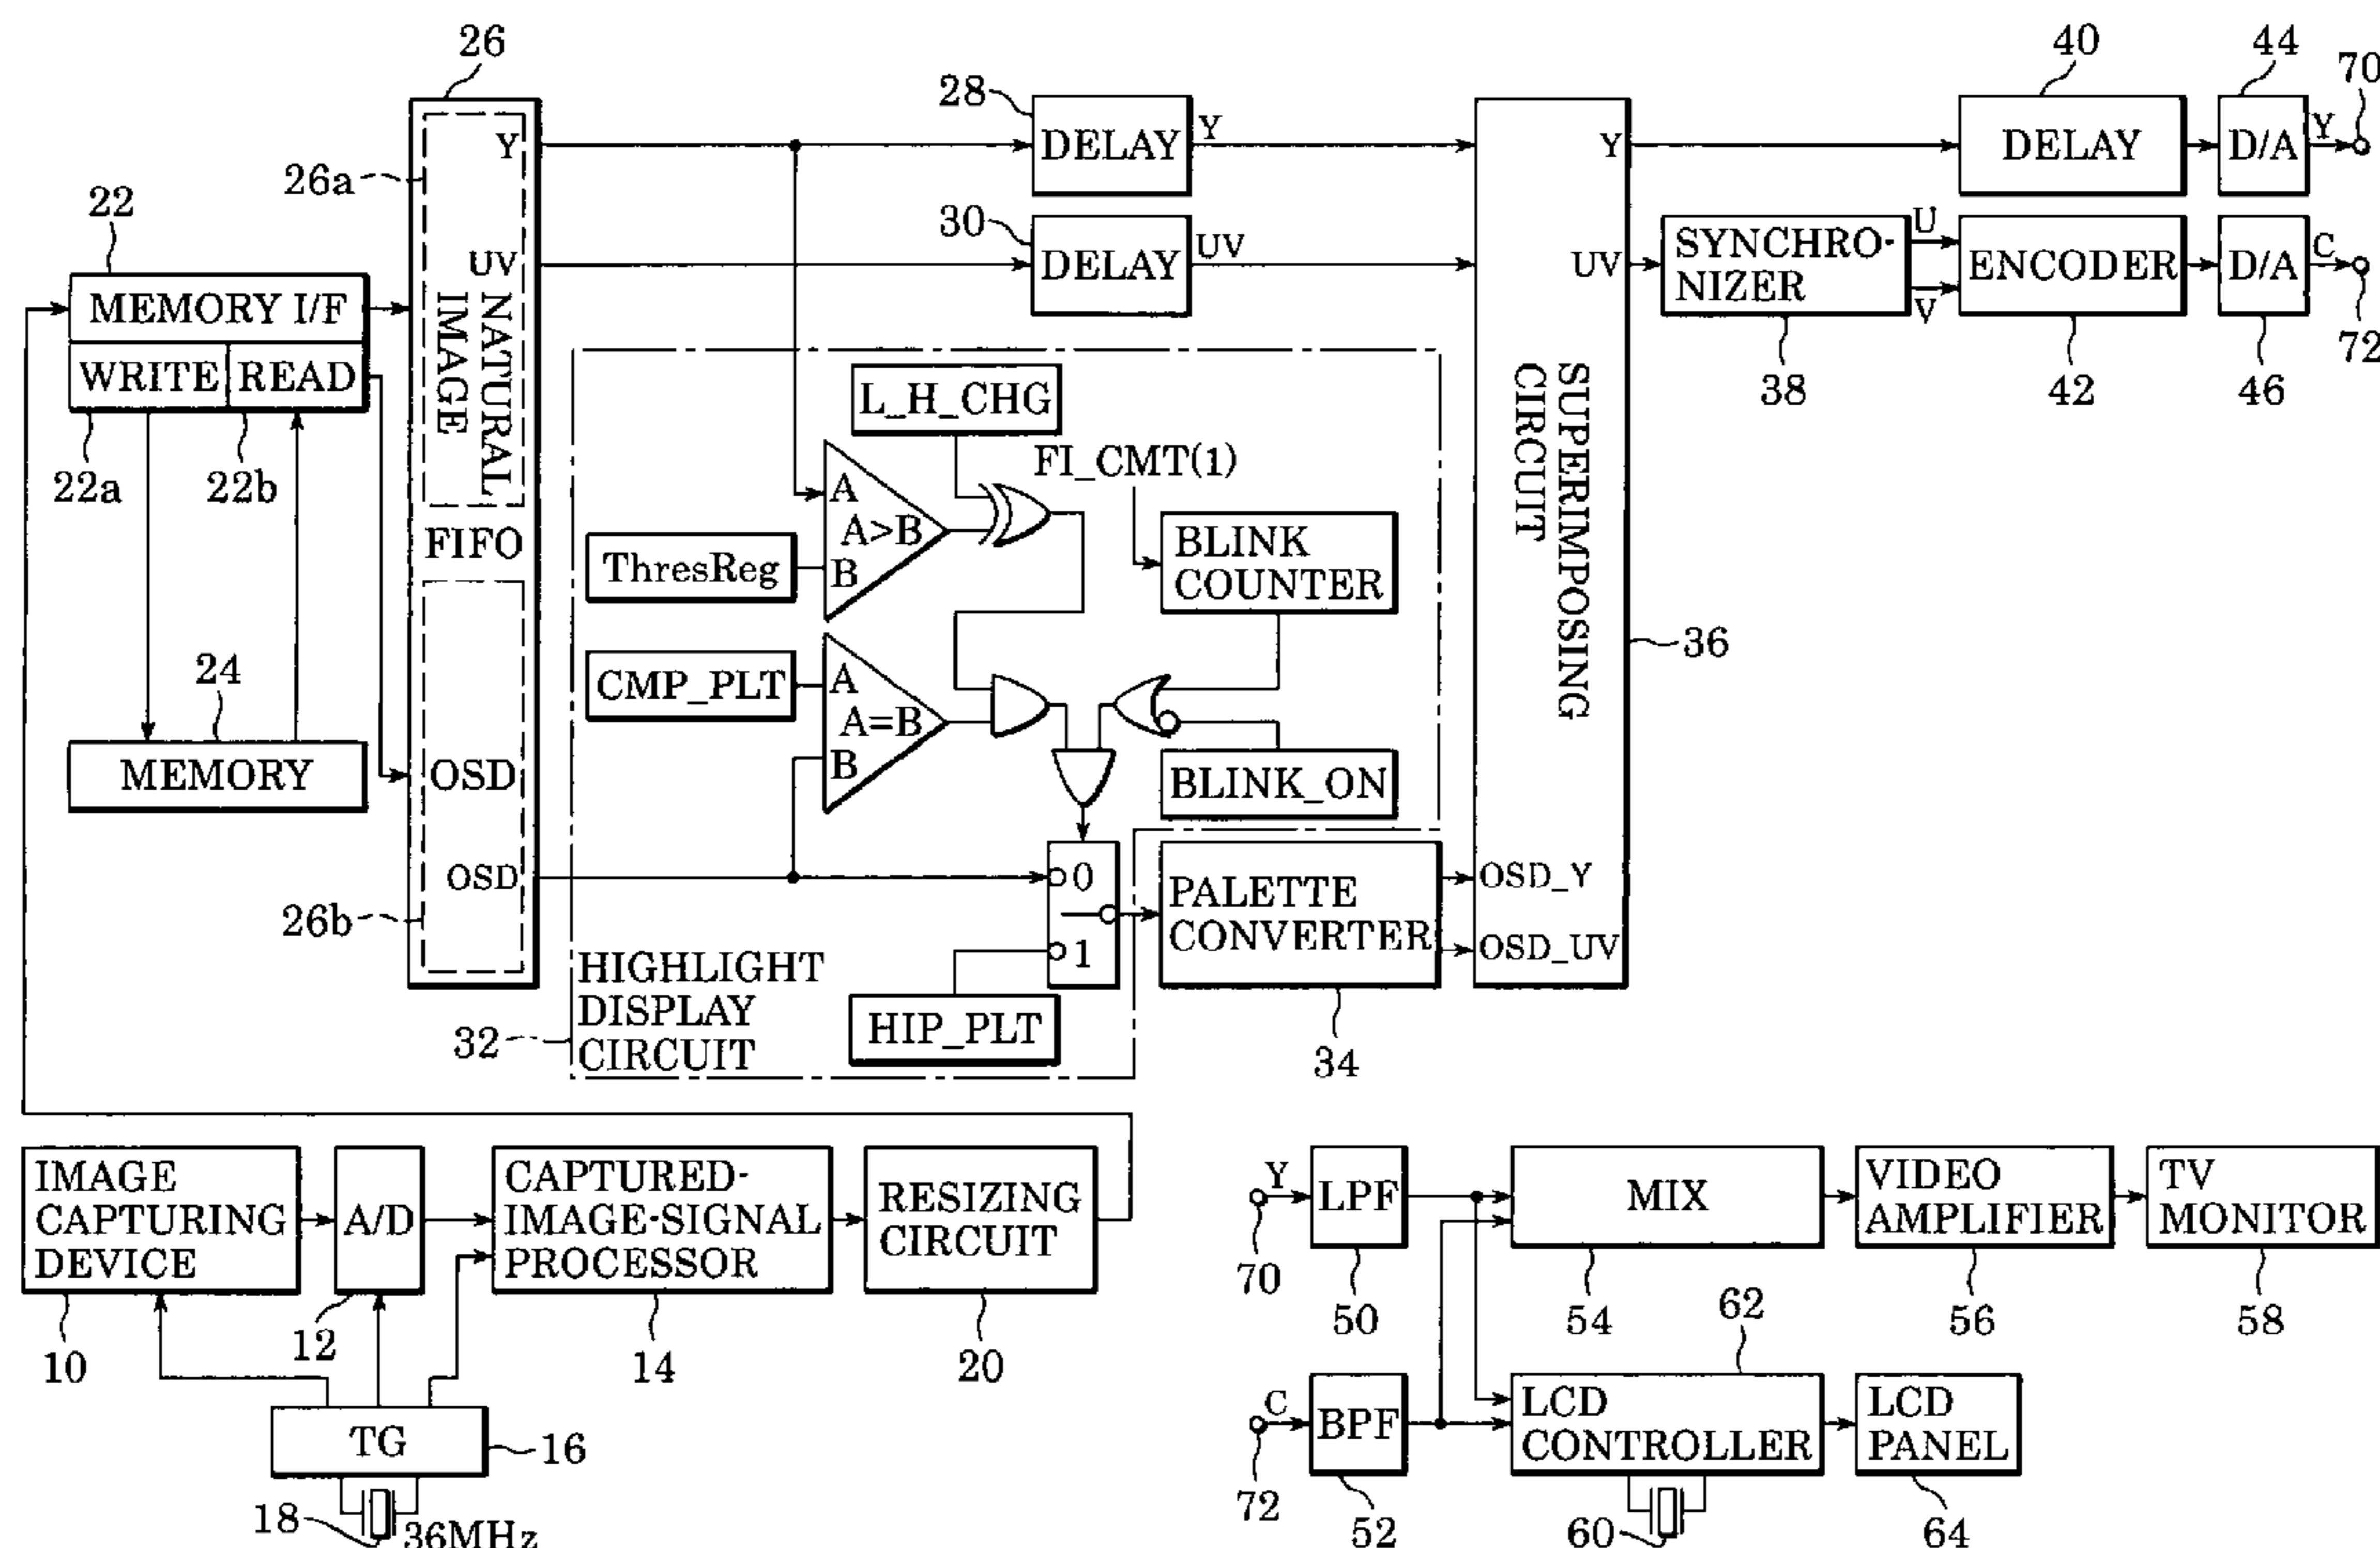 26
40
44
70
28
DELAY
Y
Y
Y
DELAY
D/A
Y
26a
22
30
DELAY
UV
UV
UV
SYNCHRO-
NIZER
U
V
ENCODER
D/A
C
72
MEMORY I/F
WRITE
READ
22a
22b
NATURAL
IMAGE
FIFO
38
42
46
L_H_CHG
FI_CMT(1)
A
A>B
B
ThresReg
BLINK
COUNTER
SUPERIMPOSING
CIRCUIT
36
24
MEMORY
CMP_PLT
A
A=B
B
BLINK_ON
OSD
OSD
26b
0
1
PALETTE
CONVERTER
OSD_Y
OSD_UV
HIGHLIGHT
DISPLAY
CIRCUIT
32
HIP_PLT
34
IMAGE
CAPTURING
DEVICE
A/D
CAPTURED-
IMAGE-SIGNAL
PROCESSOR
RESIZING
CIRCUIT
10
12
14
20
TG
16
18
36MHz
Y
70
LPF
50
MIX
54
VIDEO
AMPLIFIER
56
TV
MONITOR
58
62
C
72
BPF
52
LCD
CONTROLLER
60
LCD
PANEL
64